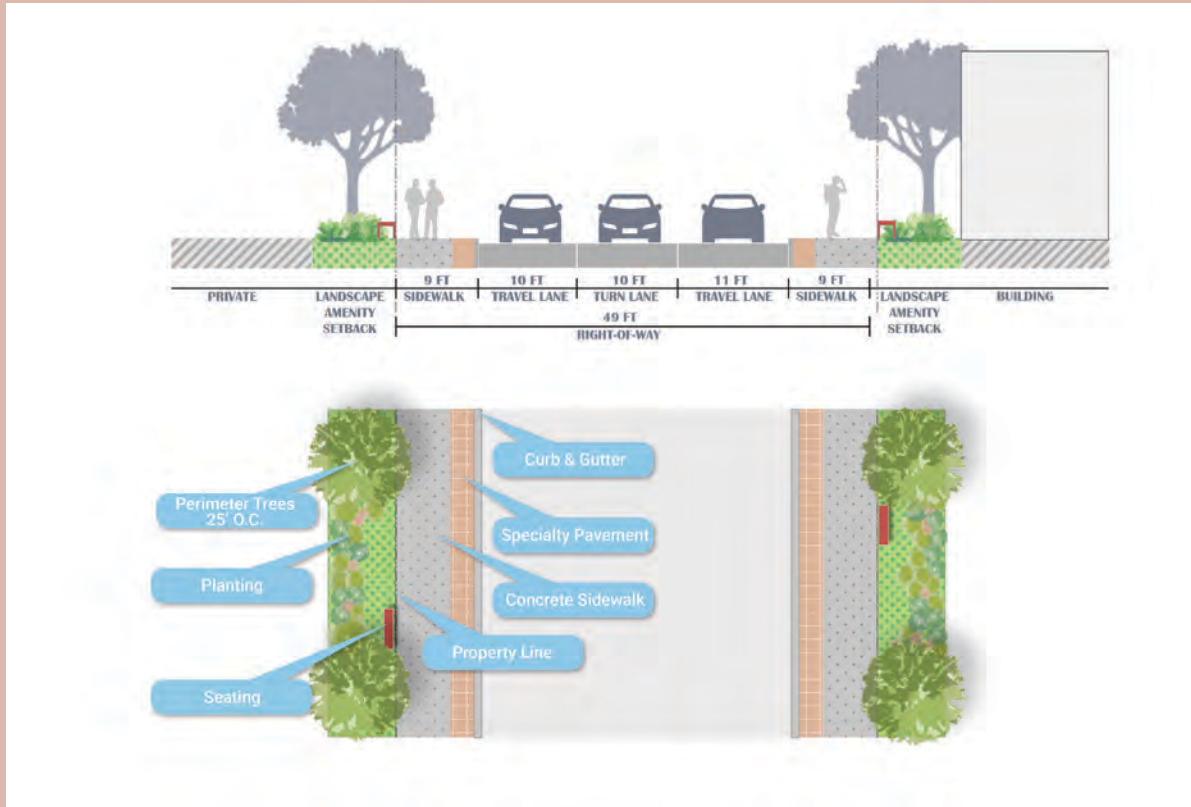 9 FT
10 FT
10 FT
11 FT
9 FT
PRIVATE
LANDSCAPE
AMENITY
SETBACK
SIDEWALK
TRAVEL LANE
TURN LANE
TRAVEL LANE
SIDEWALK
LANDSCAPE
AMENITY
SETBACK
BUILDING
49 FT
RIGHT-OF-WAY
Curb & Gutter
Perimeter Trees
25' O.C.
Specialty Pavement
Planting
Concrete Sidewalk
Property Line
Seating